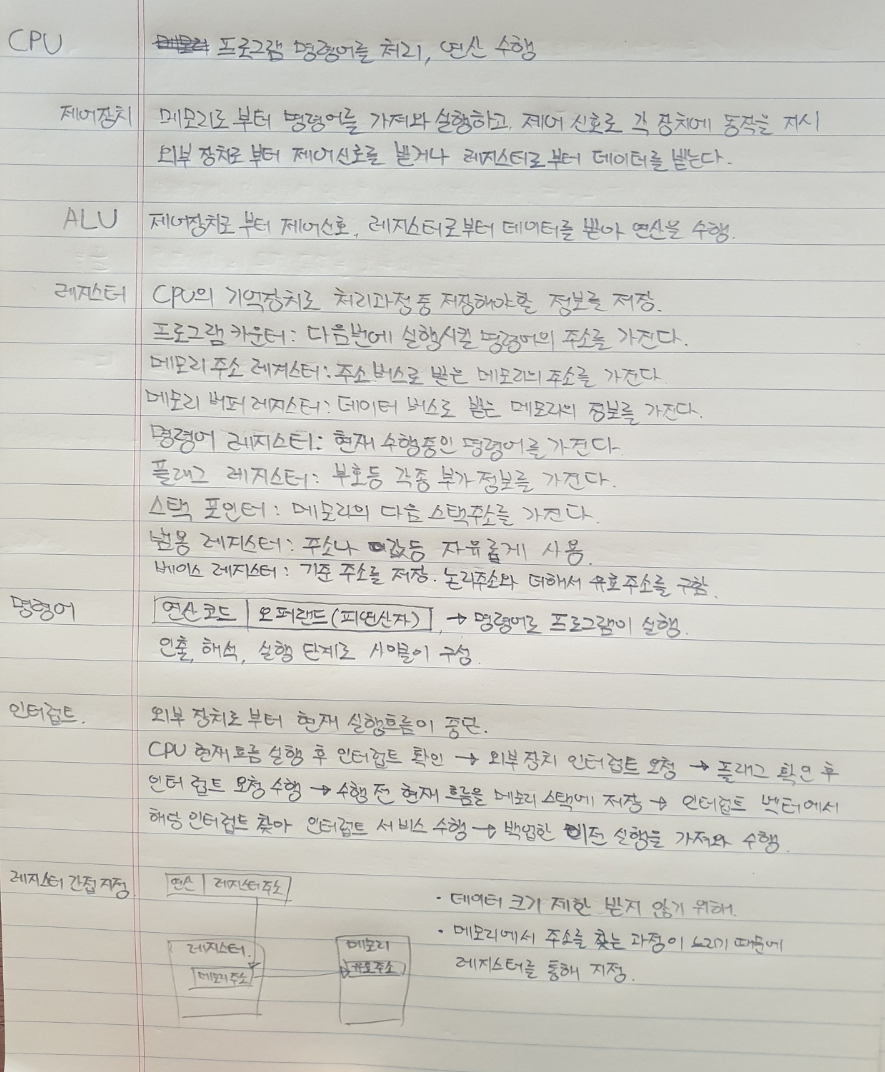 CPU 프로그램 명령어를 처리, 연산 수행
제어장치 메모리로 부터 명령어를 가져와 실행하고, 제어 신호로 각 장치에 동작을 지시
외부 장치로 부터 제어신호를 받거나 레지스터로 부터 데이터를 받는다.
ALU 제어장치로 부터 제어신호, 레지스터로부터 데이터를 받아 연산을 수행.
레지스터 CPU의 기억장치로 처리과정 중 저장해야할 정보를 저장.
프로그램 카운터 : 다음번에 실행시킬 명령어의 주소를 가진다.
메모리 주소 레지스터 : 주소 버스로 받는 메모리의 주소를 가진다.
메모리 버퍼 레지스터 : 데이터 버스로 받는 메모리의 정보를 가진다.
명령어 레지스터 : 현재 수행중인 명령어를 가진다.
플래그 레지스터 : 부호등 각종 부가 정보를 가진다.
스택 포인터 : 메모리의 다음 스택주소를 가진다.
범용 레지스터 : 주소나 값등 자유롭게 사용.
베이스 레지스터 : 기준 주소를 저장. 논리주소와 더해서 유효주소를 구함.
명령어 연산코드 | 오퍼랜드(피연산자) → 명령어로 프로그램이 실행.
인출, 해석, 실행 단계로 사이클이 구성.
인터럽트. 외부 장치로 부터 현재 실행흐름이 중단.
CPU 현재 흐름 실행 후 인터럽트 확인 → 외부장치 인터럽트 요청 → 플래그 확인 후
인터럽트 요청 수행 → 수행 전 현재 흐름을 메모리 스택에 저장 → 인터럽트 벡터에서
해당 인터럽트 찾아 인터럽트 서비스 수행 → 백업한 이전 실행을 가져와 수행.
레지스터 간접 지정 연산 | 레지스터 주소
· 데이터 크기 제한 받지 않기 위해.
· 메모리에서 주소를 찾는 과정이 느리기 때문에
레지스터를 통해 지정.
레지스터. 메모리
메모리주소 유효주소